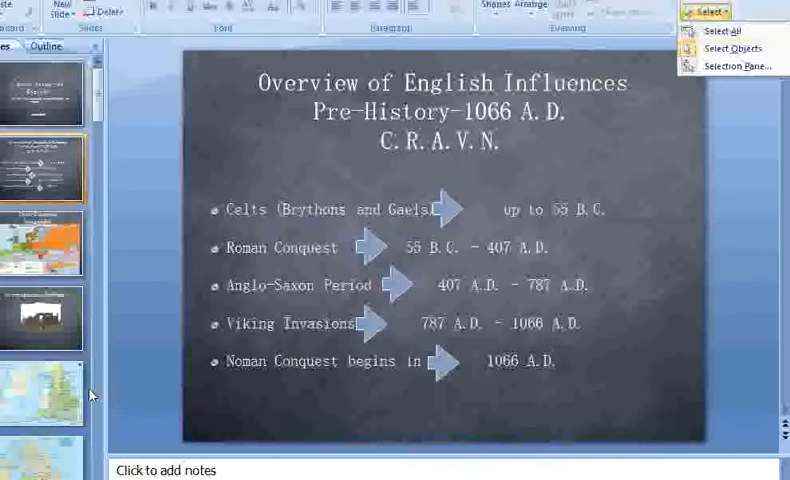 New
Slide
Delete
Slides
Font
Paragraph
Shapes Arrange
Drawing
Select
Select All
Select Objects
Selection Pane...
Outline
Overview of English Influences
Pre-History-1066 A.D.
C.R.A.V.N.
Celts (Brythons and Gaels) up to 55 B.C.
Roman Conquest 55 B.C. - 407 A.D.
Anglo-Saxon Period 407 A.D. - 787 A.D.
Viking Invasions 787 A.D. - 1066 A.D.
Noman Conquest begins in 1066 A.D.
Click to add notes